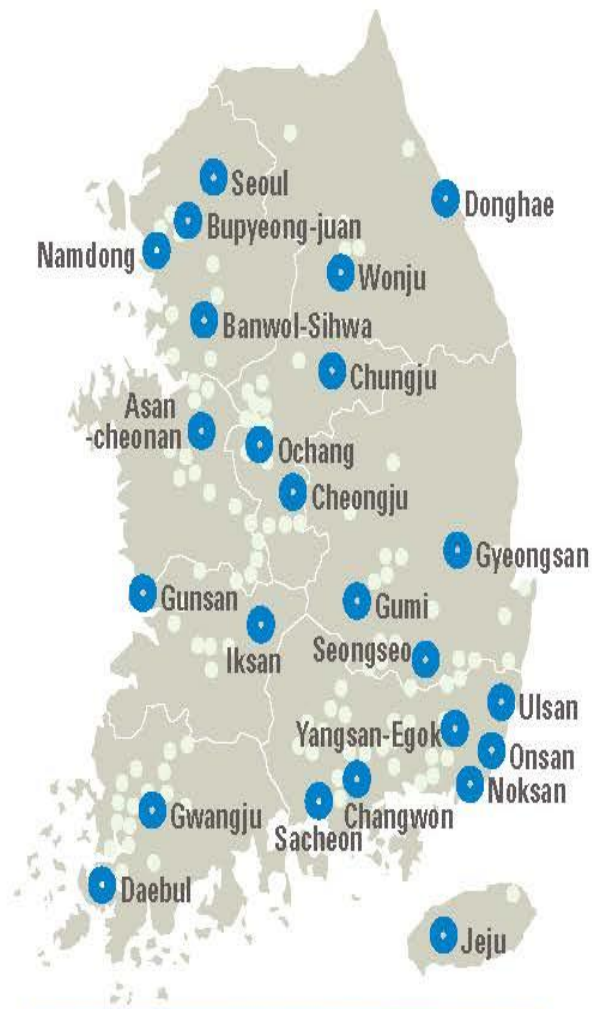 Seoul
Donghae
Bupyeong-juan
Namdong
Wonju
Banwol-Sihwa
Chungju
Asan
-cheonan
Ochang
Cheongju
Gyeongsan
Gunsan
Gumi
Iksan
Seongseo
Ulsan
Yangsan-Egok
Onsan
Noksan
Gwangju
Changwon
Sacheon
Daebul
Jeju